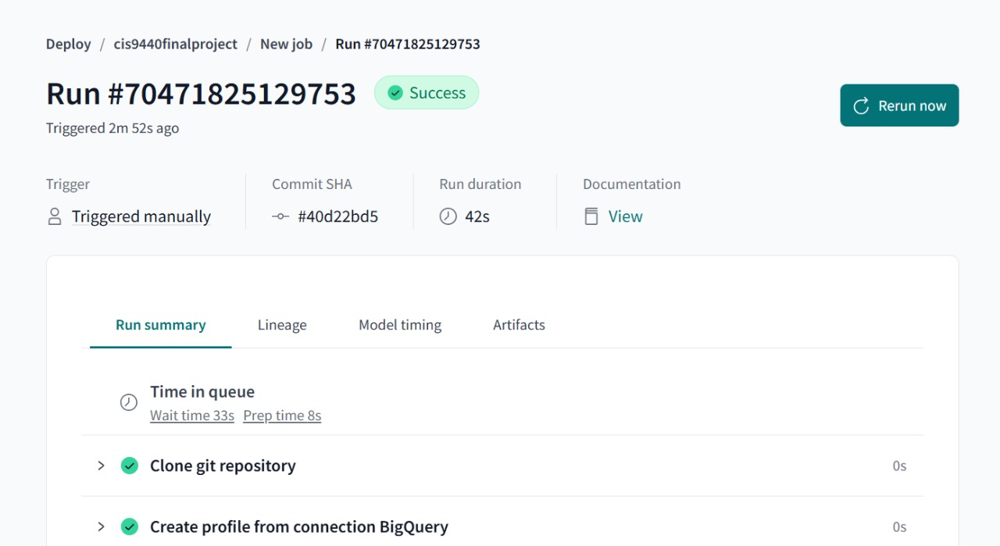 Deploy / cis9440finalproject / New job / Run #70471825129753
Run #70471825129753 Success
Rerun now
Triggered 2m 52s ago
Trigger Commit SHA Run duration Documentation
Triggered manually #40d22bd5 42s View
Run summary Lineage Model timing Artifacts
Time in queue
Wait time 33s Prep time 8s
Clone git repository 0s
Create profile from connection BigQuery 0s